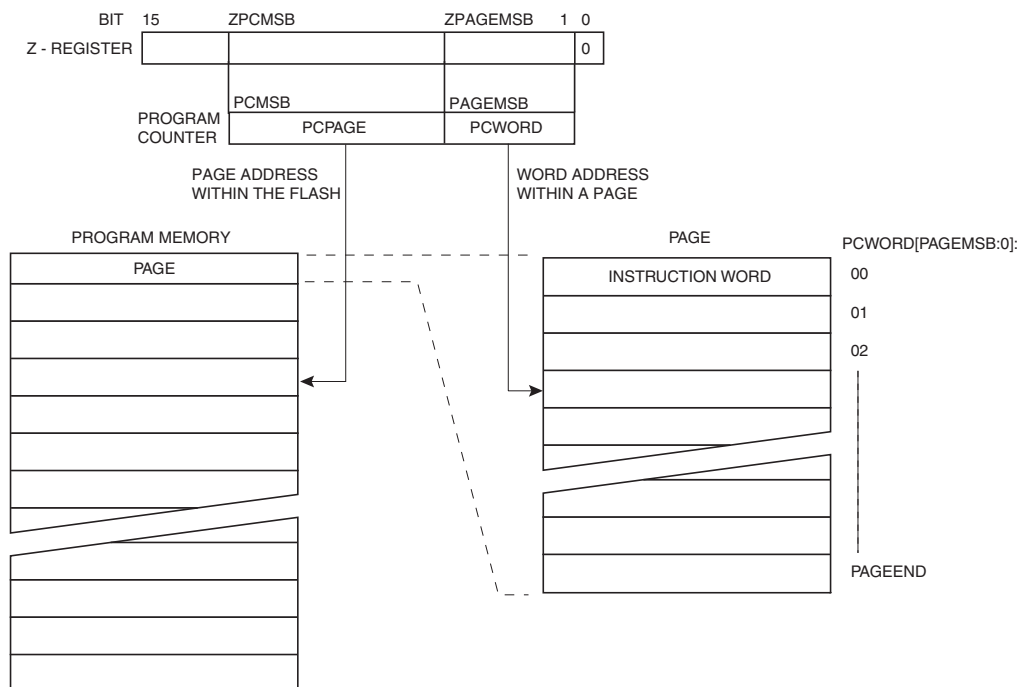 BIT 15 ZPCMSB ZPAGEMSB 1 0
Z - REGISTER 0
PCMSB PAGEMSB
PROGRAM
COUNTER
PCPAGE PCWORD
PAGE ADDRESS
WITHIN THE FLASH
WORD ADDRESS
WITHIN A PAGE
PROGRAM MEMORY
PAGE
PAGE
PCWORD[PAGEMSB:0]:
INSTRUCTION WORD
00
01
02
PAGEEND